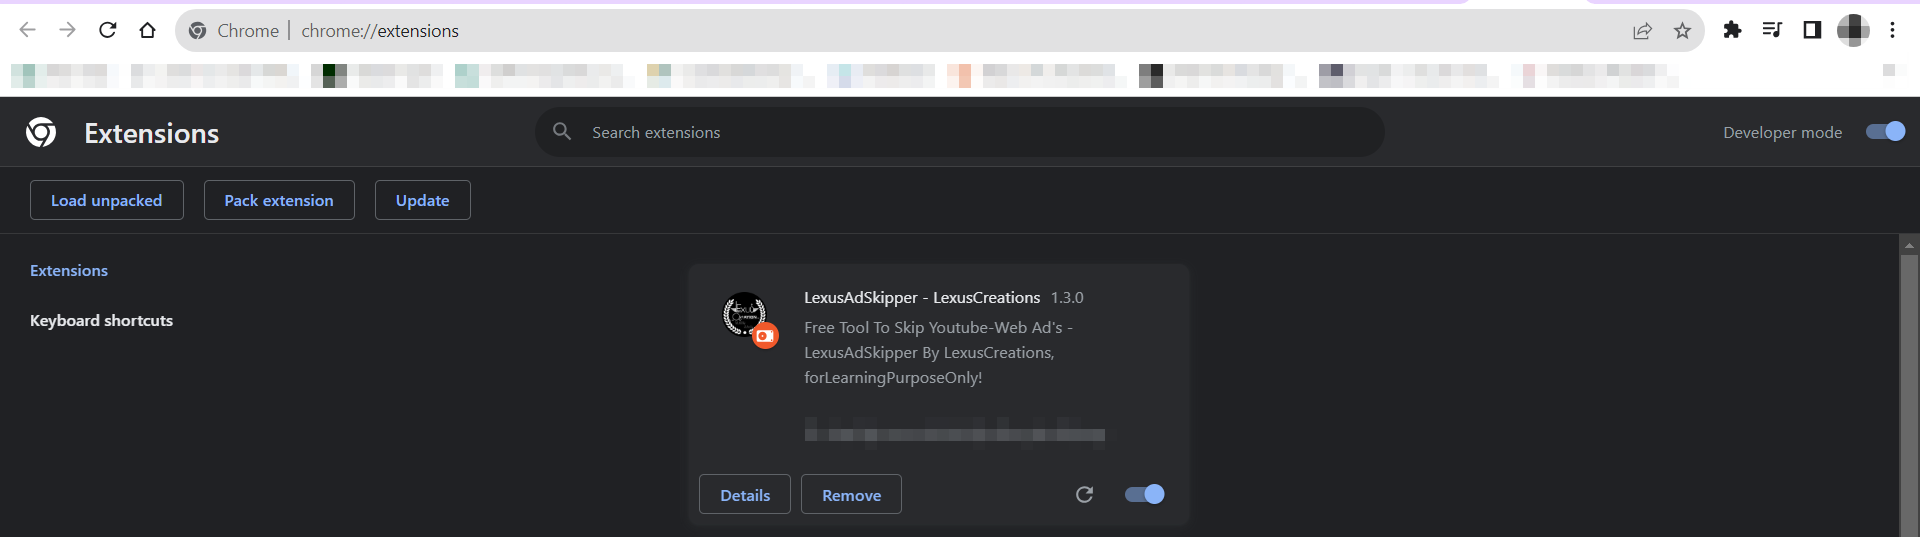 Chrome | chrome://extensions
Extensions
Search extensions
Developer mode
Load unpacked
Pack extension
Update
Extensions
Keyboard shortcuts
LexusAdSkipper - LexusCreations 1.3.0
Free Tool To Skip Youtube-Web Ad's -
LexusAdSkipper By LexusCreations,
forLearningPurposeOnly!
Details
Remove